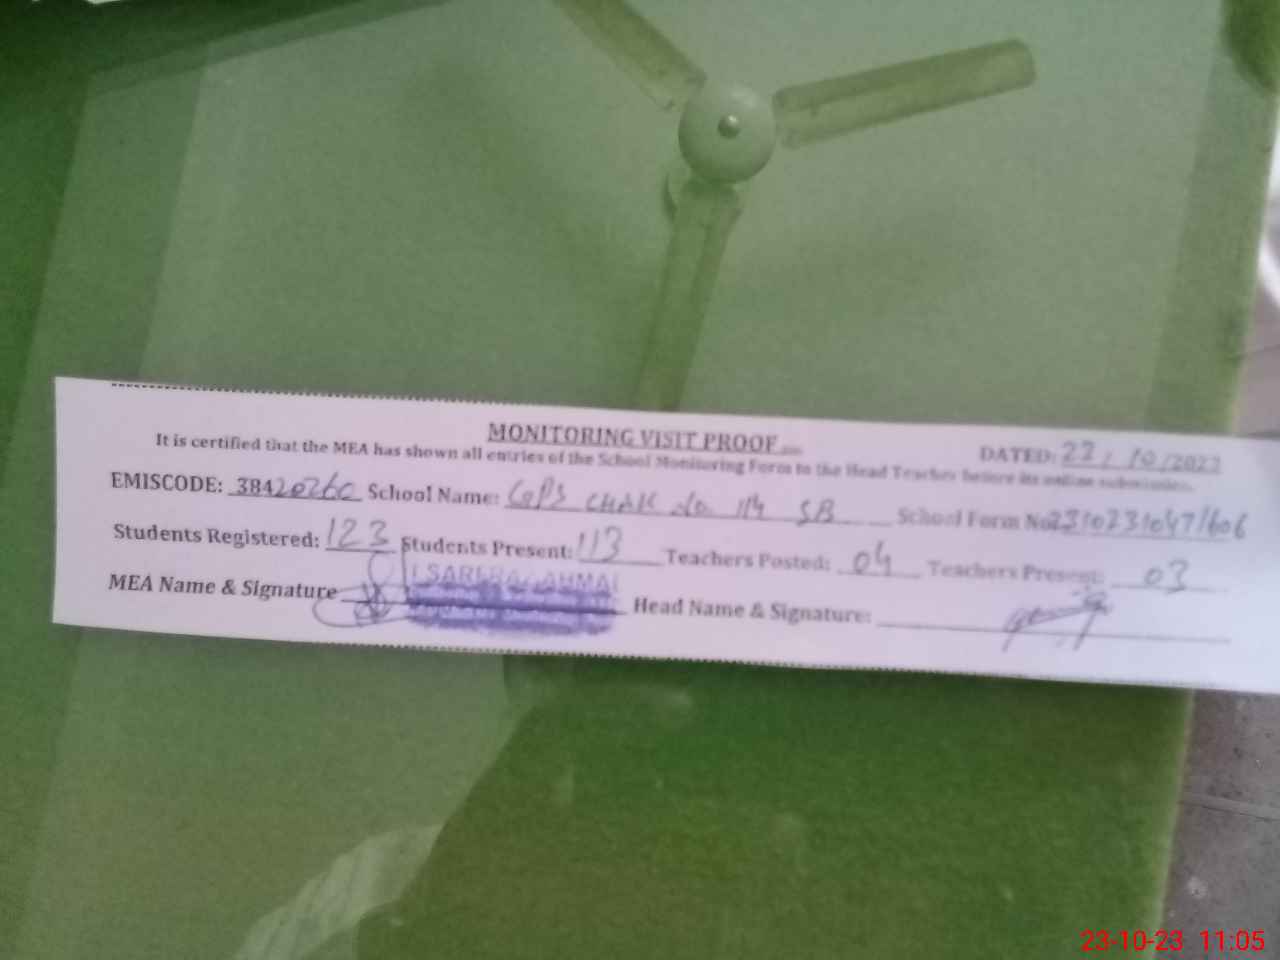 MONITORING VISIT PROOF
DATED: 23/10/2023
It is certified that the MEA has shown all entries of the School Monitoring Form to the Head Teacher before its online submission.
EMISCODE: 38420260 School Name: GPS CHAK No 114 SB School Form No: 23102310471606
Students Registered: 123 Students Present: 113 Teachers Posted: 04 Teachers Present: 03
MEA Name & Signature Head Name & Signature:
23-10-23 11:05